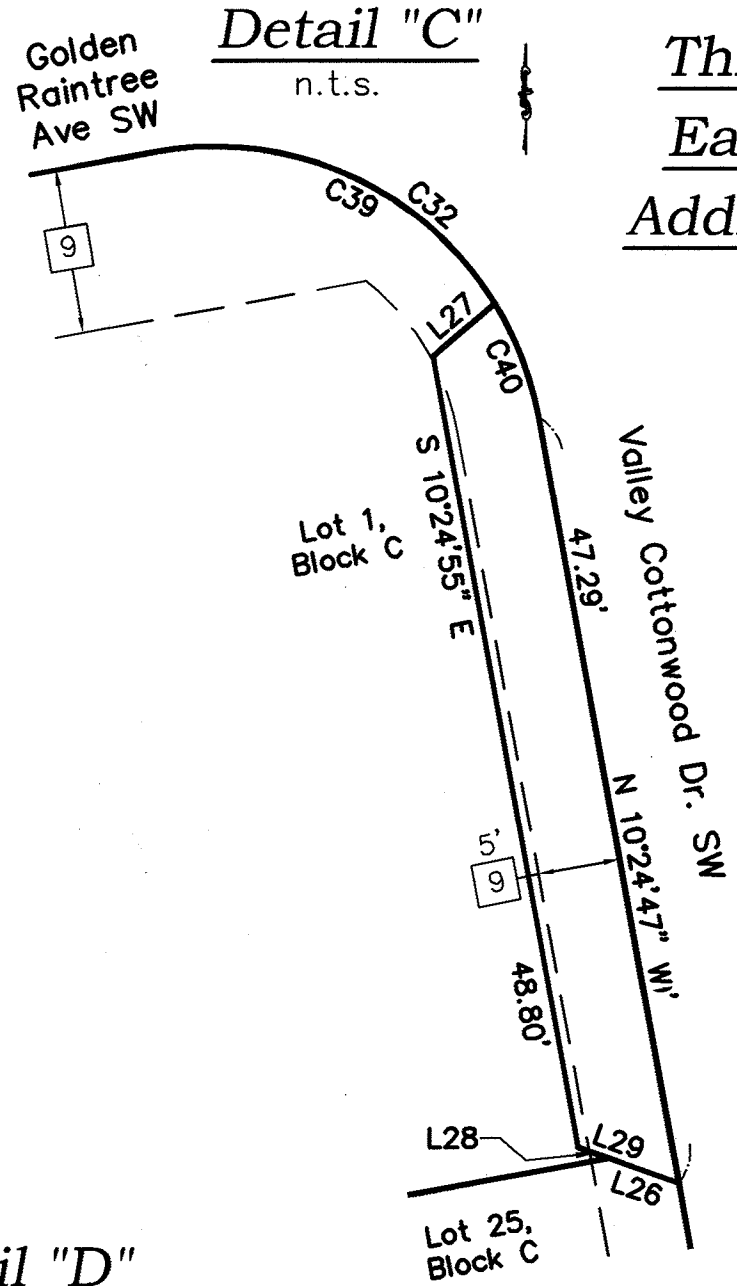 Detail "C"
n.t.s.
Golden
Raintree
Ave SW
Th
Ea
Add
9
C39
C32
L27
C40
S 10°24'55" E
48.80'
Lot 1,
Block C
47.29'
Valley Cottonwood Dr. SW
N 10°24'47" W
5'
9
L28
L29
L26
Lot 25,
Block C
il "D"